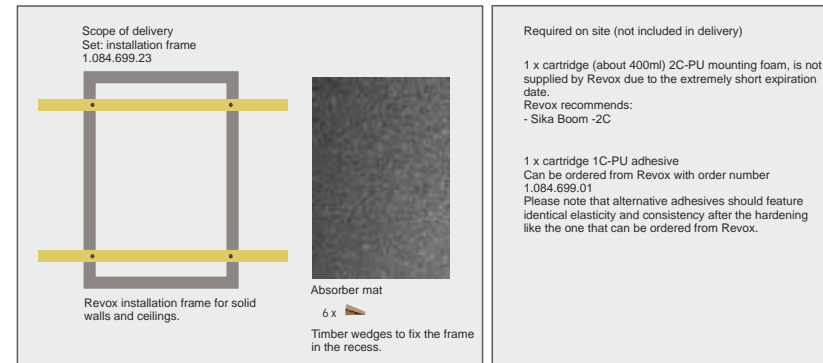 Scope of delivery
Set: installation frame
1.084.699.23
Revox installation frame for solid
walls and ceilings.
Absorber mat
6 x
Timber wedges to fix the frame
in the recess.
Required on site (not included in delivery)
1 x cartridge (about 400ml) 2C-PU mounting foam, is not
supplied by Revox due to the extremely short expiration
date.
Revox recommends:
- Sika Boom -2C
1 x cartridge 1C-PU adhesive
Can be ordered from Revox with order number
1.084.699.01
Please note that alternative adhesives should feature
identical elasticity and consistency after the hardening
like the one that can be ordered from Revox.